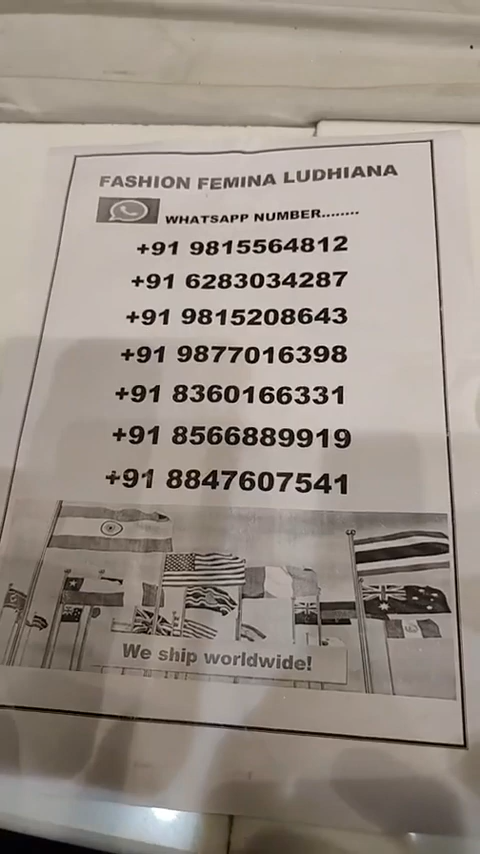 FASHION FEMINA LUDHIANA
WHATSAPP NUMBER........
+91 9815564812
+91 6283034287
+91 9815208643
+91 9877016398
+91 8360166331
+91 8566889919
+91 8847607541
We ship worldwide!